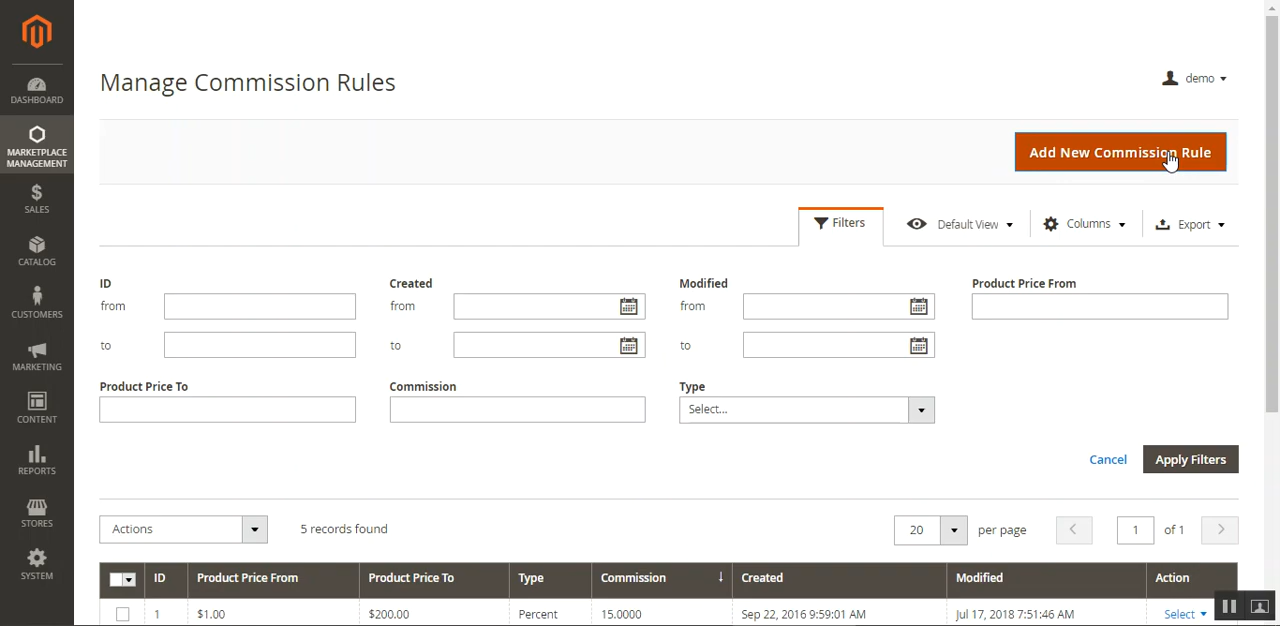 Manage Commission Rules
demo
DASHBOARD
MARKETPLACE
MANAGEMENT
SALES
CATALOG
CUSTOMERS
MARKETING
CONTENT
REPORTS
STORES
SYSTEM
Add New Commission Rule
Filters Default View Columns Export
ID Created Modified Product Price From
from from from
to to to
Product Price To Commission Type
Select...
Cancel Apply Filters
Actions 5 records found 20 per page 1 of 1
ID Product Price From Product Price To Type Commission ↓ Created Modified Action
1 $1.00 $200.00 Percent 15.0000 Sep 22, 2016 9:59:01 AM Jul 17, 2018 7:51:46 AM Select